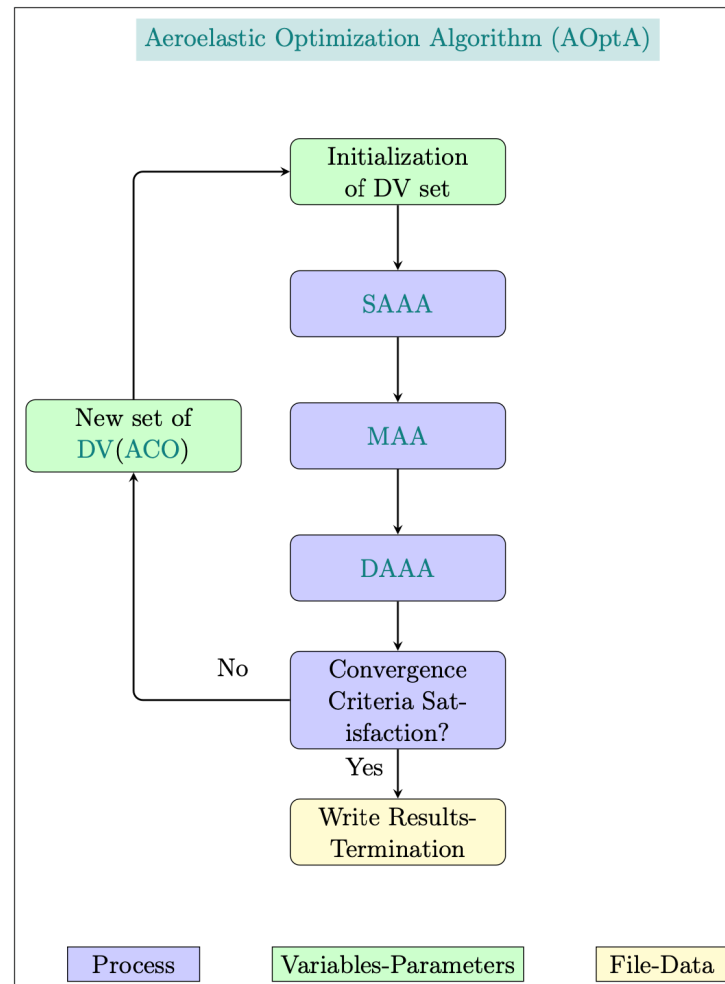 Aeroelastic Optimization Algorithm (AOptA)
Initialization
of DV set
SAAA
New set of
DV(ACO)
MAA
DAAA
No
Convergence
Criteria Sat-
isfaction?
Yes
Write Results-
Termination
Process
Variables-Parameters
File-Data